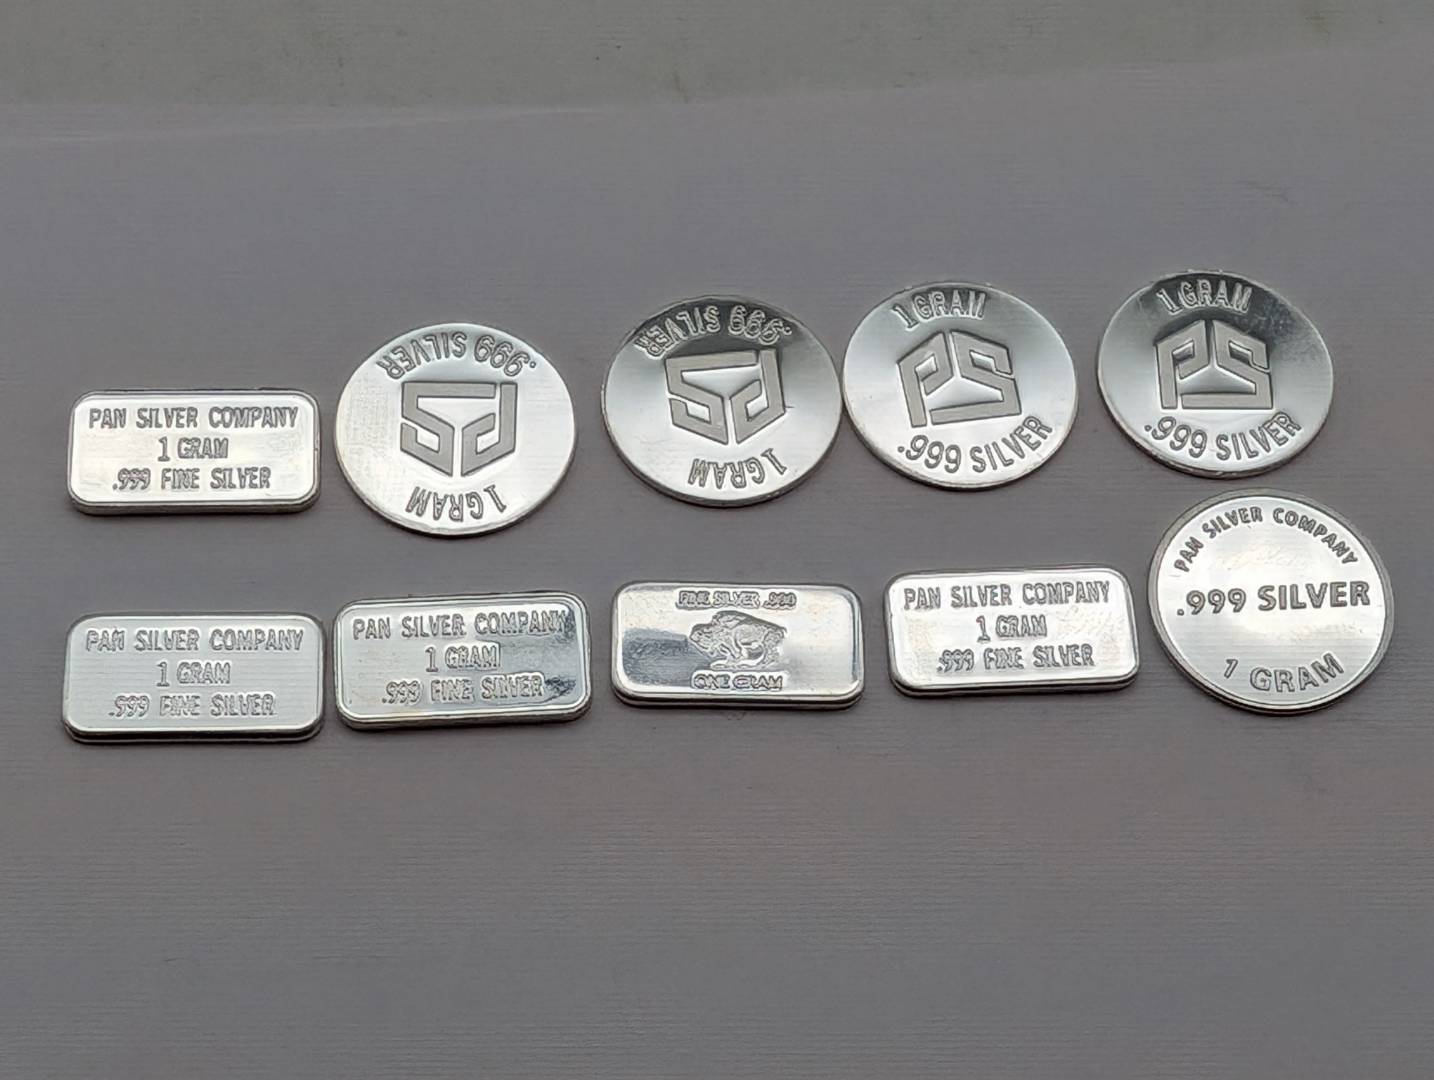 PAN SILVER COMPANY
1 GRAM
.999 FINE SILVER
.999 SILVER
PS
1 GRAM
.999 SILVER
PS
1 GRAM
1 GRAM
PS
.999 SILVER
1 GRAM
PS
.999 SILVER
PAN SILVER COMPANY
1 GRAM
.999 FINE SILVER
PAN SILVER COMPANY
1 GRAM
.999 FINE SILVER
FINE SILVER .999
ONE GRAM
PAN SILVER COMPANY
1 GRAM
.999 FINE SILVER
PAN SILVER COMPANY
.999 SILVER
1 GRAM